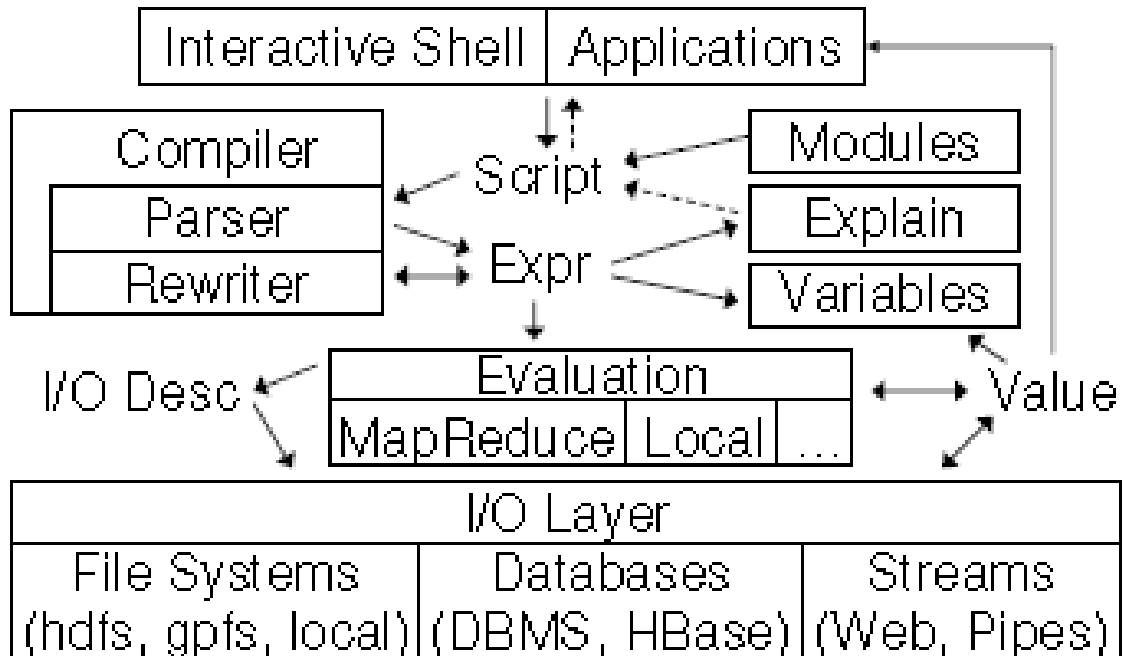 Interactive Shell Applications
Compiler
Modules
Script
Parser
Explain
Expr
Rewriter
Variables
Evaluation
I/O Desc
Value
MapReduce Local ...
I/O Layer
File Systems Databases Streams
(hdfs, gpfs, local) (DBMS, HBase) (Web, Pipes)